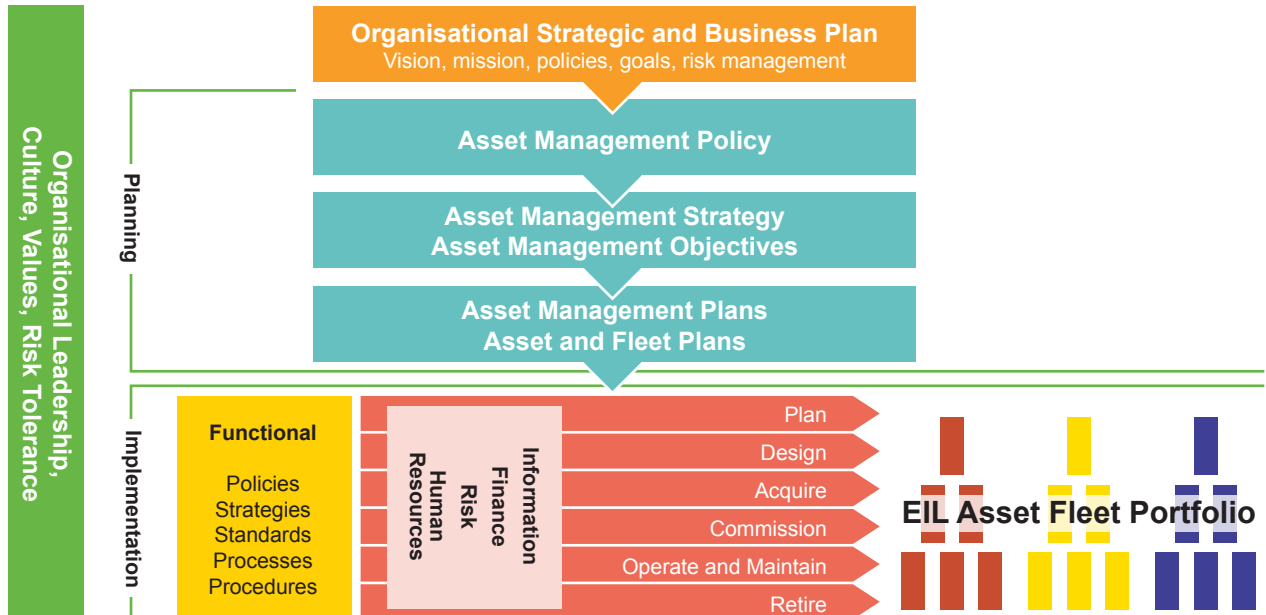 Organisational Strategic and Business Plan
Vision, mission, policies, goals, risk management
Organisational Leadership,
Culture, Values, Risk Tolerance
Planning
Asset Management Policy
Asset Management Strategy
Asset Management Objectives
Asset Management Plans
Asset and Fleet Plans
Implementation
Functional
Policies
Strategies
Standards
Processes
Procedures
Information
Finance
Risk
Human
Resources
Plan
Design
Acquire
Commission
Operate and Maintain
Retire
EIL Asset Fleet Portfolio